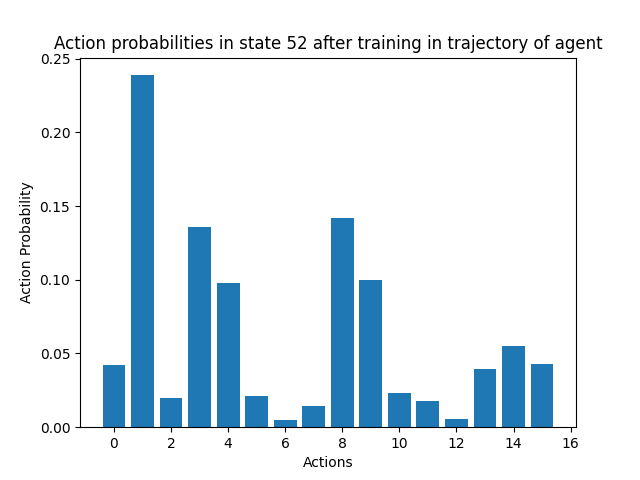 Action probabilities in state 52 after training in trajectory of agent
0.25
0.20
0.15
0.10
0.05
0.00
Action Probability
0 2 4 6 8 10 12 14 16
Actions